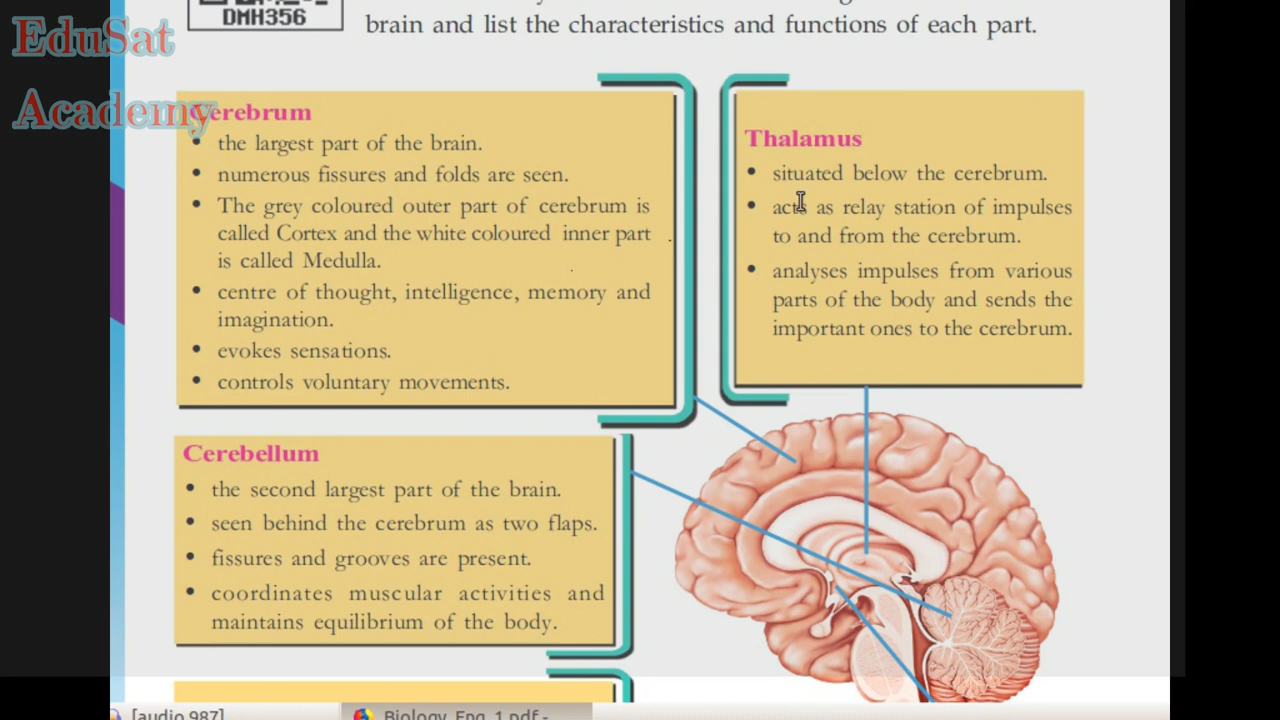 DMH356
brain and list the characteristics and functions of each part.
EduSat
Academy
Cerebrum
• the largest part of the brain.
• numerous fissures and folds are seen.
• The grey coloured outer part of cerebrum is
called Cortex and the white coloured inner part
is called Medulla.
• centre of thought, intelligence, memory and
imagination.
• evokes sensations.
• controls voluntary movements.
Thalamus
• situated below the cerebrum.
• acts as relay station of impulses
to and from the cerebrum.
• analyses impulses from various
parts of the body and sends the
important ones to the cerebrum.
Cerebellum
• the second largest part of the brain.
• seen behind the cerebrum as two flaps.
• fissures and grooves are present.
• coordinates muscular activities and
maintains equilibrium of the body.
[audio 987]
Biology_Eng_1.pdf -